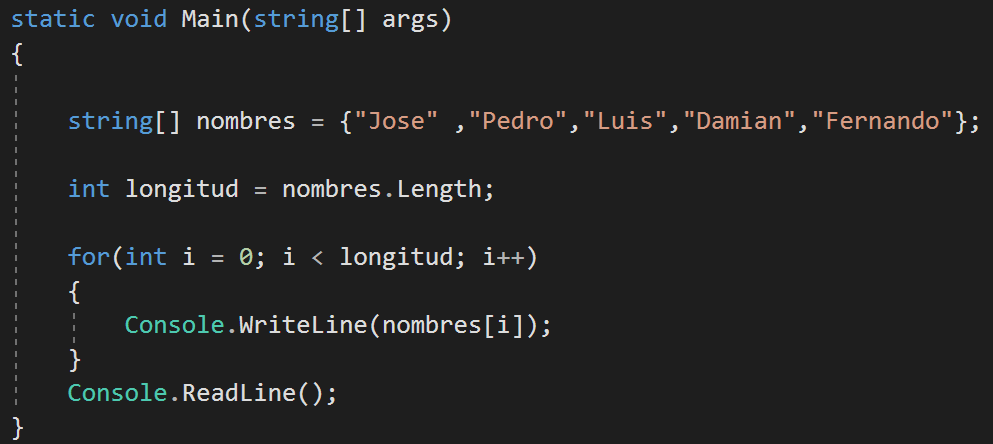 static void Main(string[] args)
{
string[] nombres = {"Jose" ,"Pedro","Luis","Damian","Fernando"};
int longitud = nombres.Length;
for(int i = 0; i < longitud; i++)
{
Console.WriteLine(nombres[i]);
}
Console.ReadLine();
}